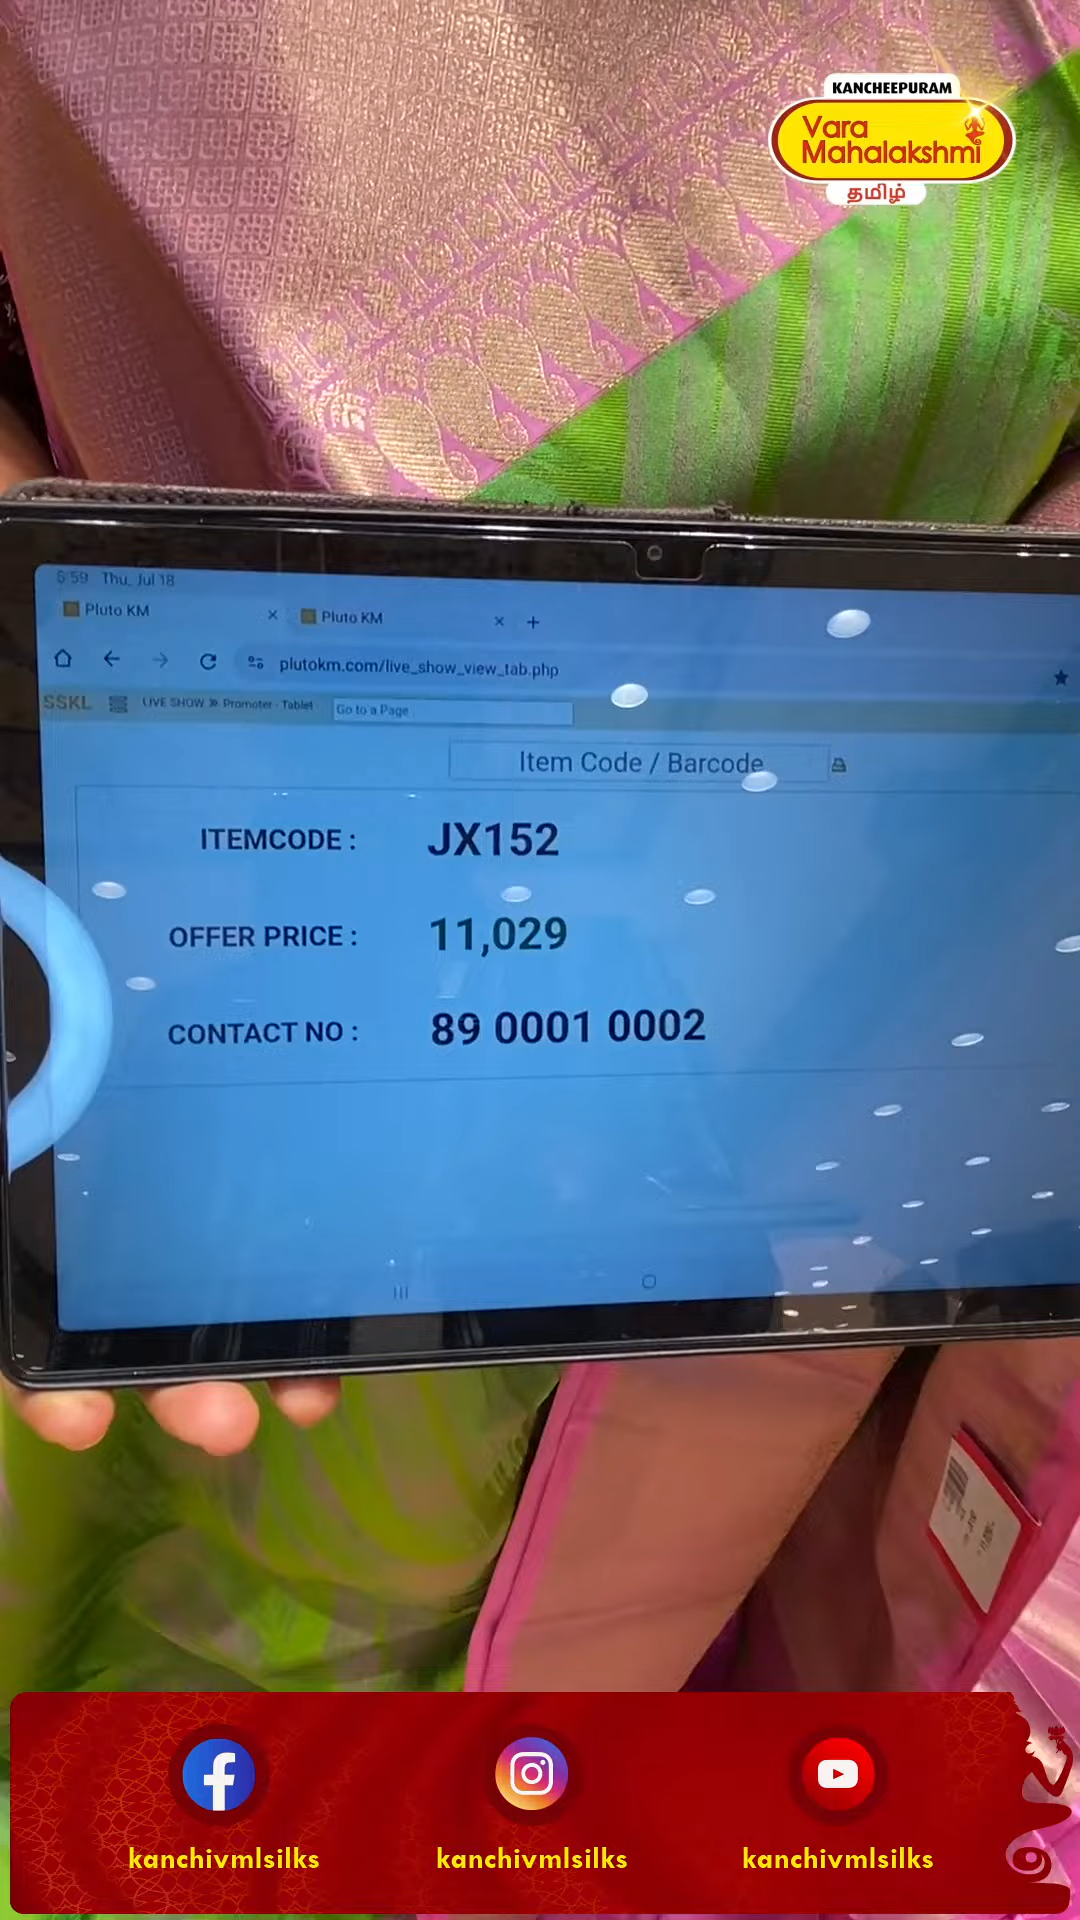 KANCHEEPURAM
Vara
Mahalakshmi
தமிழ்
5:59 Thu, Jul 18
Pluto KM
Pluto KM
plutokm.com/live_show_view_tab.php
SSKL
LIVE SHOW » Promoter - Tablet
Go to a Page
Item Code / Barcode
ITEMCODE : JX152
OFFER PRICE : 11,029
CONTACT NO : 89 0001 0002
kanchivmlsilks
kanchivmlsilks
kanchivmlsilks